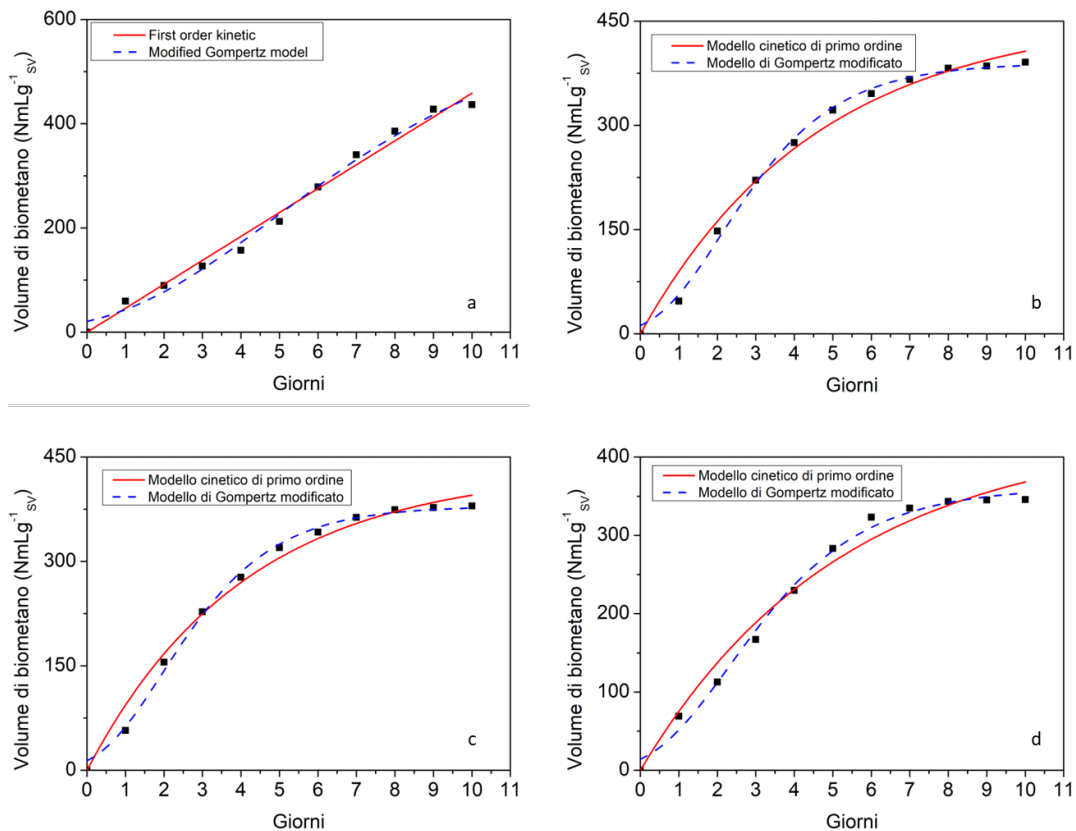 First order kinetic
Modified Gompertz model
Volume di biometano (NmLg⁻¹SV)
600
400
200
0
0 1 2 3 4 5 6 7 8 9 10 11
Giorni
a
Modello cinetico di primo ordine
Modello di Gompertz modificato
Volume di biometano (NmLg⁻¹SV)
450
300
150
0
0 1 2 3 4 5 6 7 8 9 10 11
Giorni
b
Modello cinetico di primo ordine
Modello di Gompertz modificato
Volume di biometano (NmLg⁻¹SV)
450
300
150
0
0 1 2 3 4 5 6 7 8 9 10 11
Giorni
c
Modello cinetico di primo ordine
Modello di Gompertz modificato
Volume di biometano (NmLg⁻¹SV)
400
300
200
100
0
0 1 2 3 4 5 6 7 8 9 10 11
Giorni
d